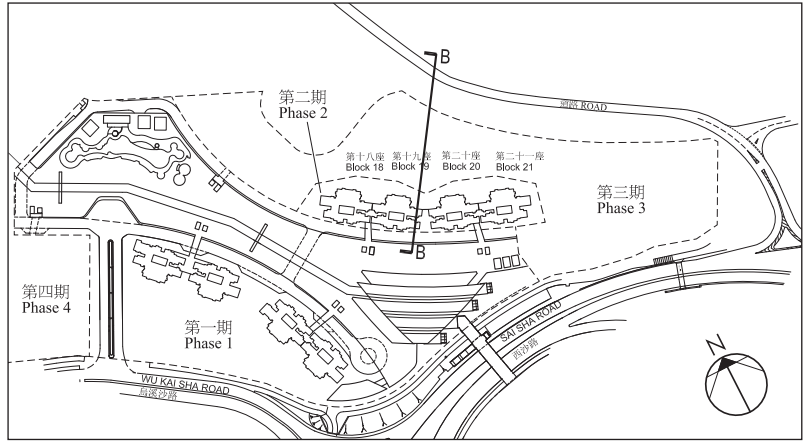 B
道路 ROAD
第二期
Phase 2
第十八座
Block 18
第十九座
Block 19
第二十座
Block 20
第二十一座
Block 21
第三期
Phase 3
B
第四期
Phase 4
第一期
Phase 1
SAI SHA ROAD
西沙路
WU KAI SHA ROAD
烏溪沙路
N